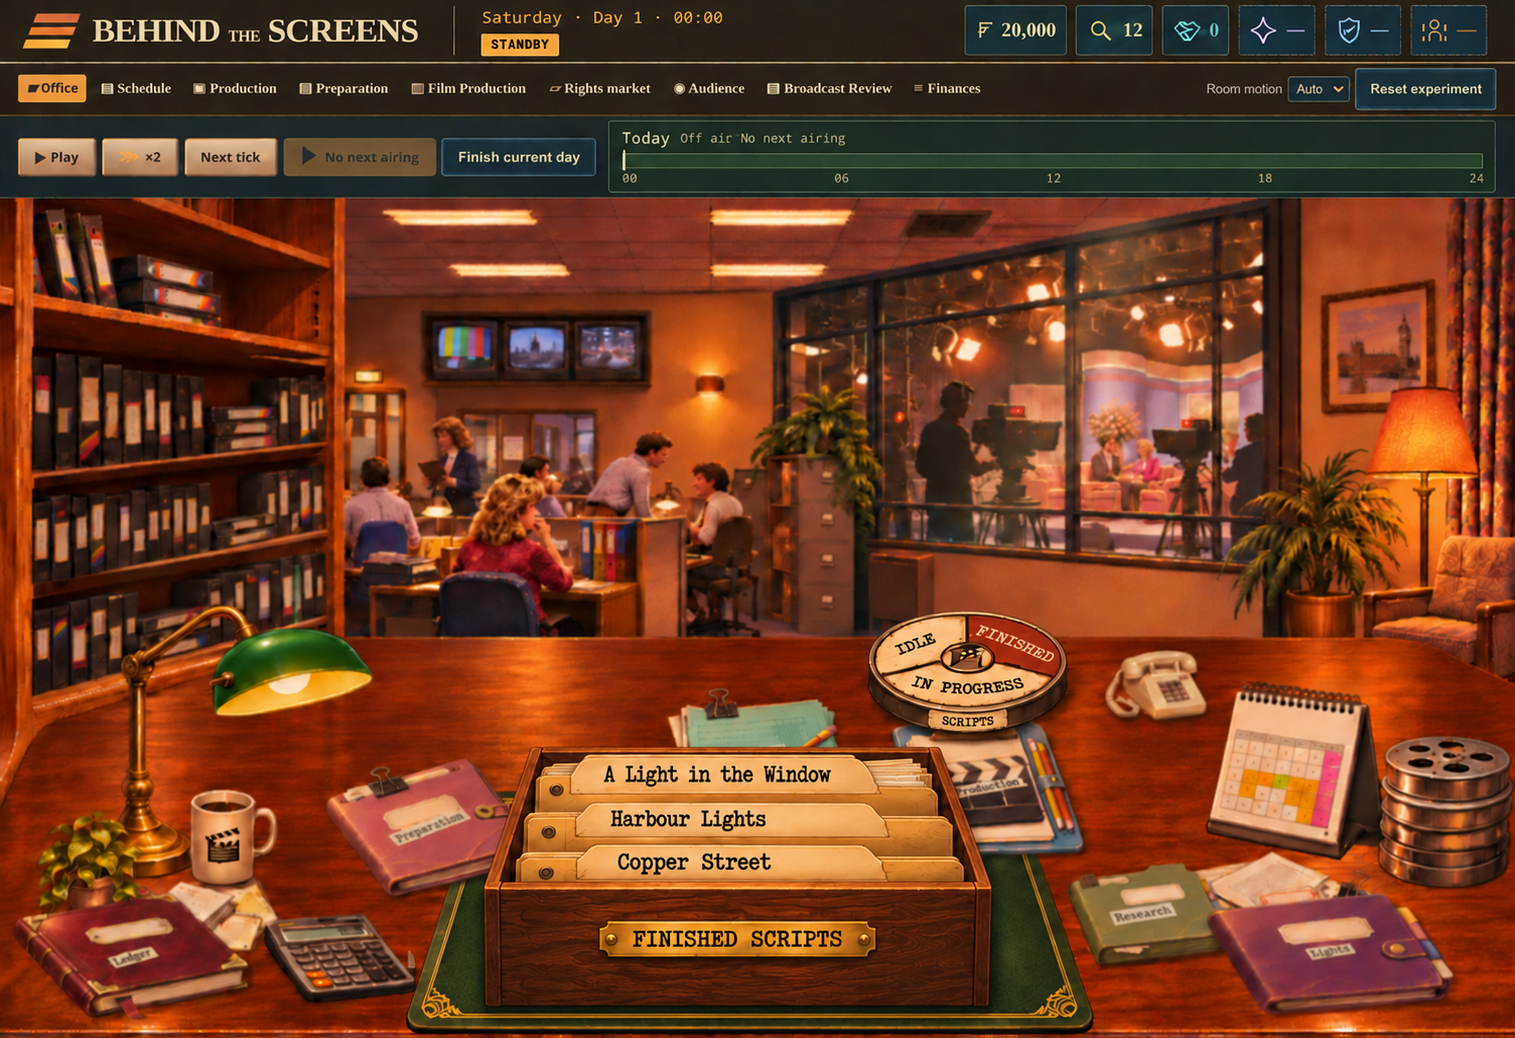 BEHIND THE SCREENS
Saturday · Day 1 · 00:00
STANDBY
20,000
12
0
Office
Schedule
Production
Preparation
Film Production
Rights market
Audience
Broadcast Review
Finances
Room motion
Auto
Reset experiment
Play
×2
Next tick
No next airing
Finish current day
Today Off air No next airing
00 06 12 18 24
IDLE
FINISHED
IN PROGRESS
SCRIPTS
A Light in the Window
Harbour Lights
Copper Street
FINISHED SCRIPTS
Preparation
Production
Research
Ledger
Lights